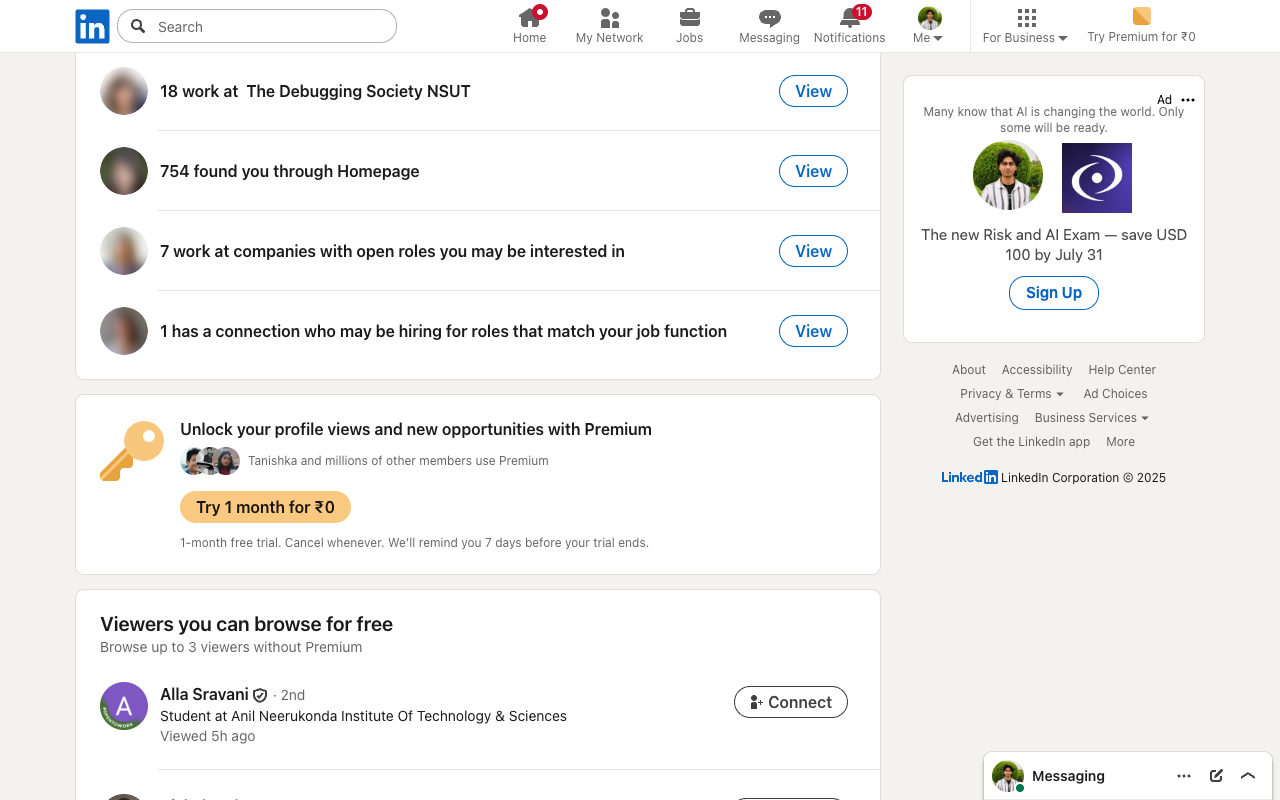 in
Search
Home
My Network
Jobs
Messaging
11
Notifications
Me
For Business
Try Premium for ₹0
18 work at The Debugging Society NSUT
View
754 found you through Homepage
View
7 work at companies with open roles you may be interested in
View
1 has a connection who may be hiring for roles that match your job function
View
Unlock your profile views and new opportunities with Premium
Tanishka and millions of other members use Premium
Try 1 month for ₹0
1-month free trial. Cancel whenever. We'll remind you 7 days before your trial ends.
Viewers you can browse for free
Browse up to 3 viewers without Premium
A
Alla Sravani · 2nd
Student at Anil Neerukonda Institute Of Technology & Sciences
Viewed 5h ago
Connect
Ad
Many know that AI is changing the world. Only
some will be ready.
The new Risk and AI Exam — save USD
100 by July 31
Sign Up
About Accessibility Help Center
Privacy & Terms Ad Choices
Advertising Business Services
Get the LinkedIn app More
LinkedIn LinkedIn Corporation © 2025
Messaging